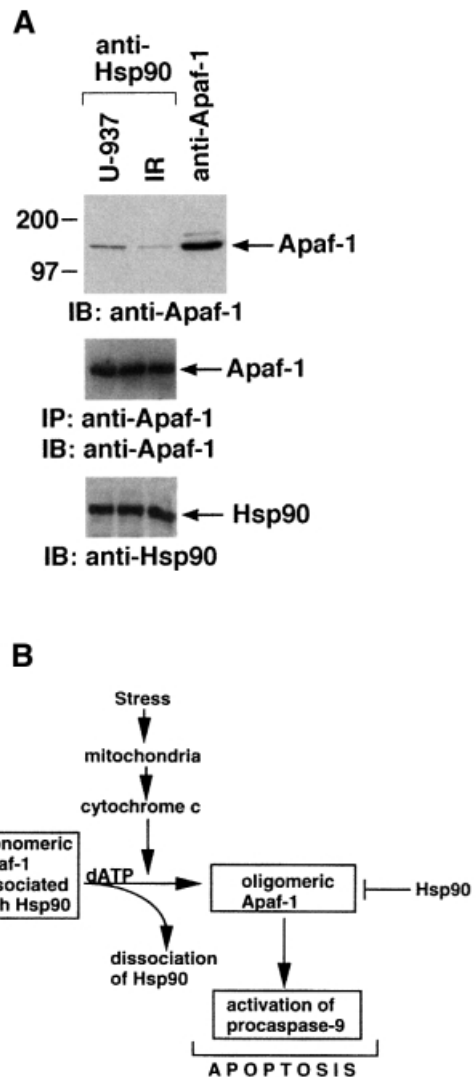 A
anti-
Hsp90
U-937
IR
anti-Apaf-1
200
Apaf-1
97
IB: anti-Apaf-1
Apaf-1
IP: anti-Apaf-1
IB: anti-Apaf-1
Hsp90
IB: anti-Hsp90
B
Stress
mitochondria
cytochrome c
dATP
Hsp90
oligomeric
Apaf-1
Hsp90
dissociation
of Hsp90
activation of
procaspase-9
APOPTOSIS